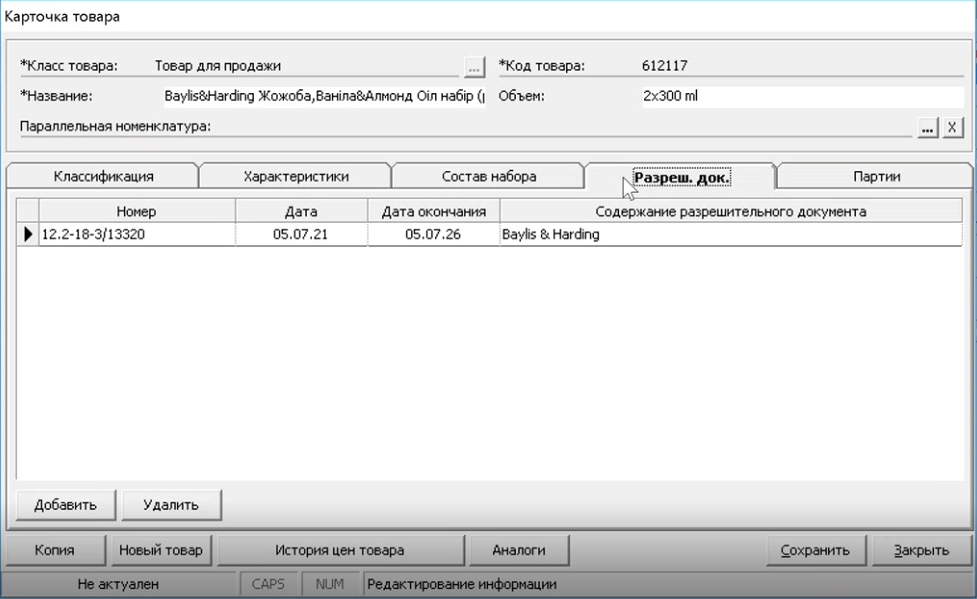 Карточка товара
*Класс товара: Товар для продажи ... *Код товара: 612117
*Название: Baylis&Harding Жожоба,Ваніла&Алмонд Оіл набір ( Объем: 2x300 ml
Параллельная номенклатура: ... X
Классификация Характеристики Состав набора Разреш. док. Партии
Номер Дата Дата окончания Содержание разрешительного документа
12.2-18-3/13320 05.07.21 05.07.26 Baylis & Harding
Добавить Удалить
Копия Новый товар История цен товара Аналоги Сохранить Закрыть
Не актуален CAPS NUM Редактирование информации